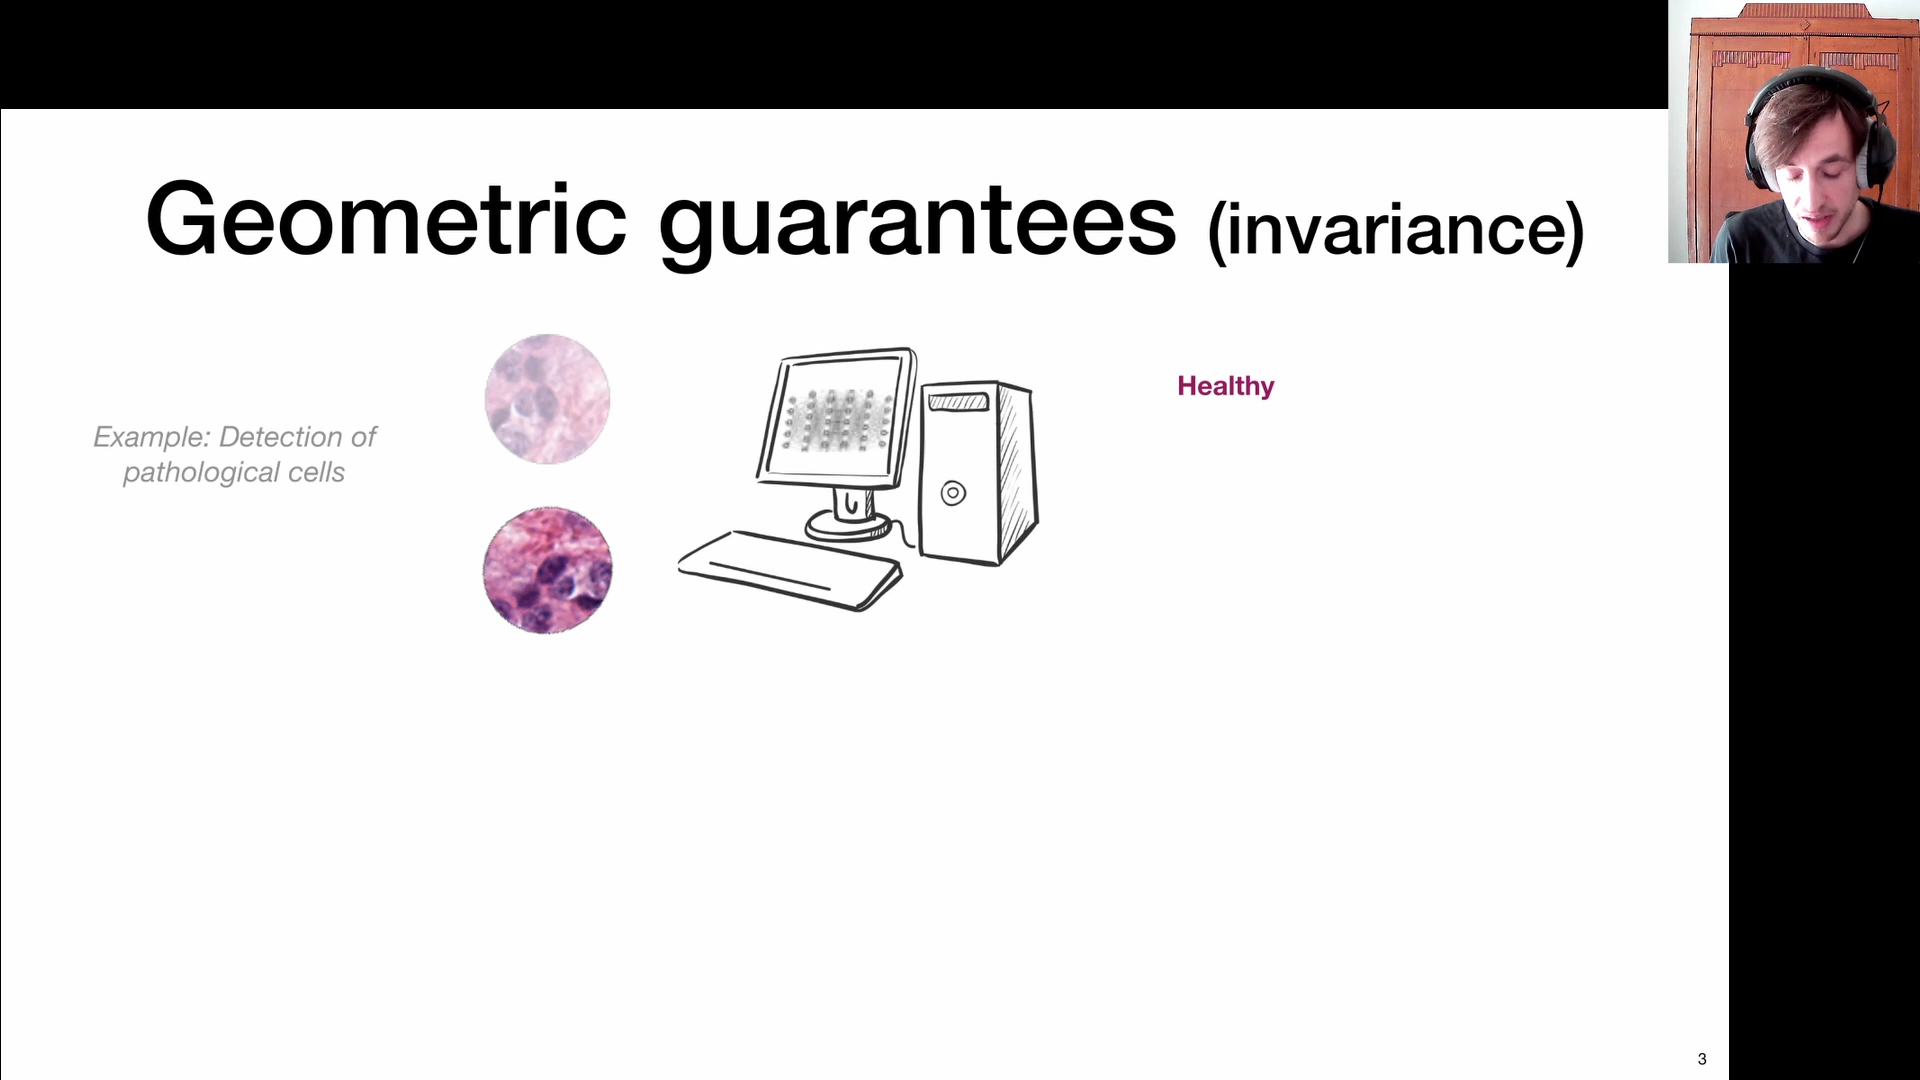 Geometric guarantees (invariance)
Healthy
Example: Detection of
pathological cells
3